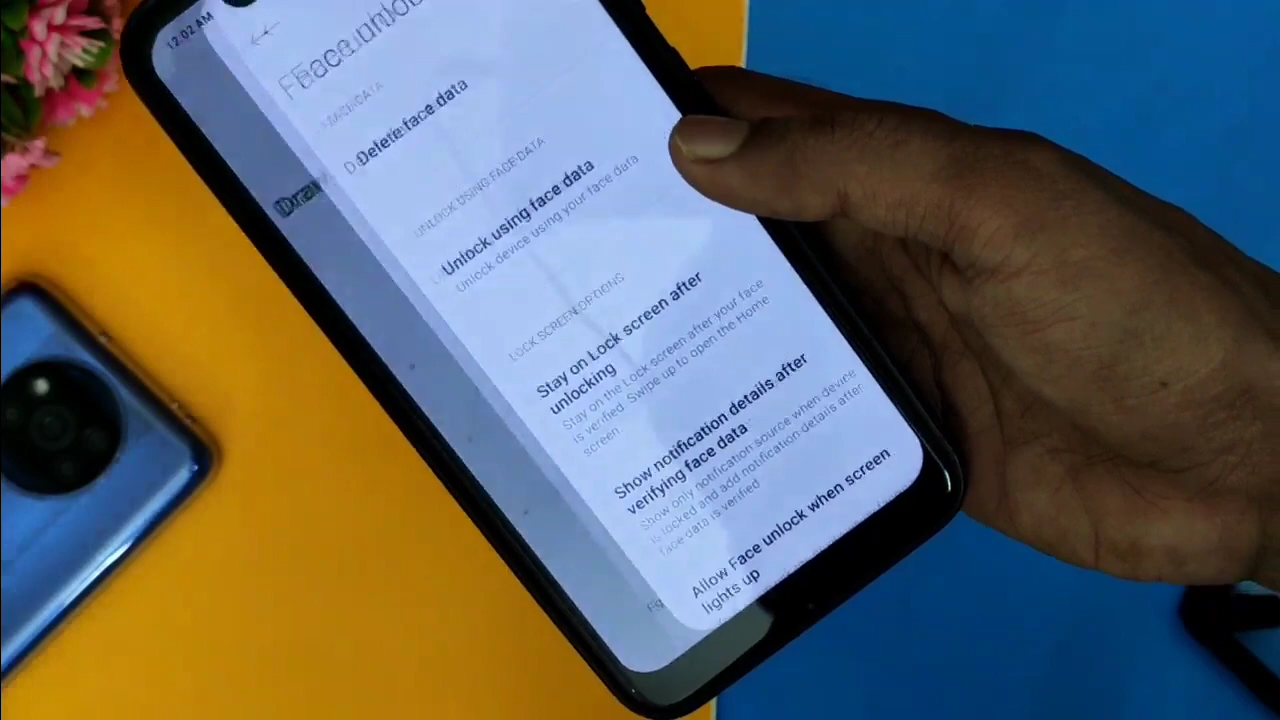 12:02 AM
Face unlock
Delete face data
UNLOCK USING FACE DATA
Unlock using face data
Unlock device using your face data
LOCK SCREEN OPTIONS
Stay on Lock screen after
unlocking
Stay on the Lock screen after your face
is verified. Swipe up to open the Home
screen
Show notification details after
verifying face data
Show only notification source when device
is locked and add notification details after
face data is verified
Allow Face unlock when screen
lights up